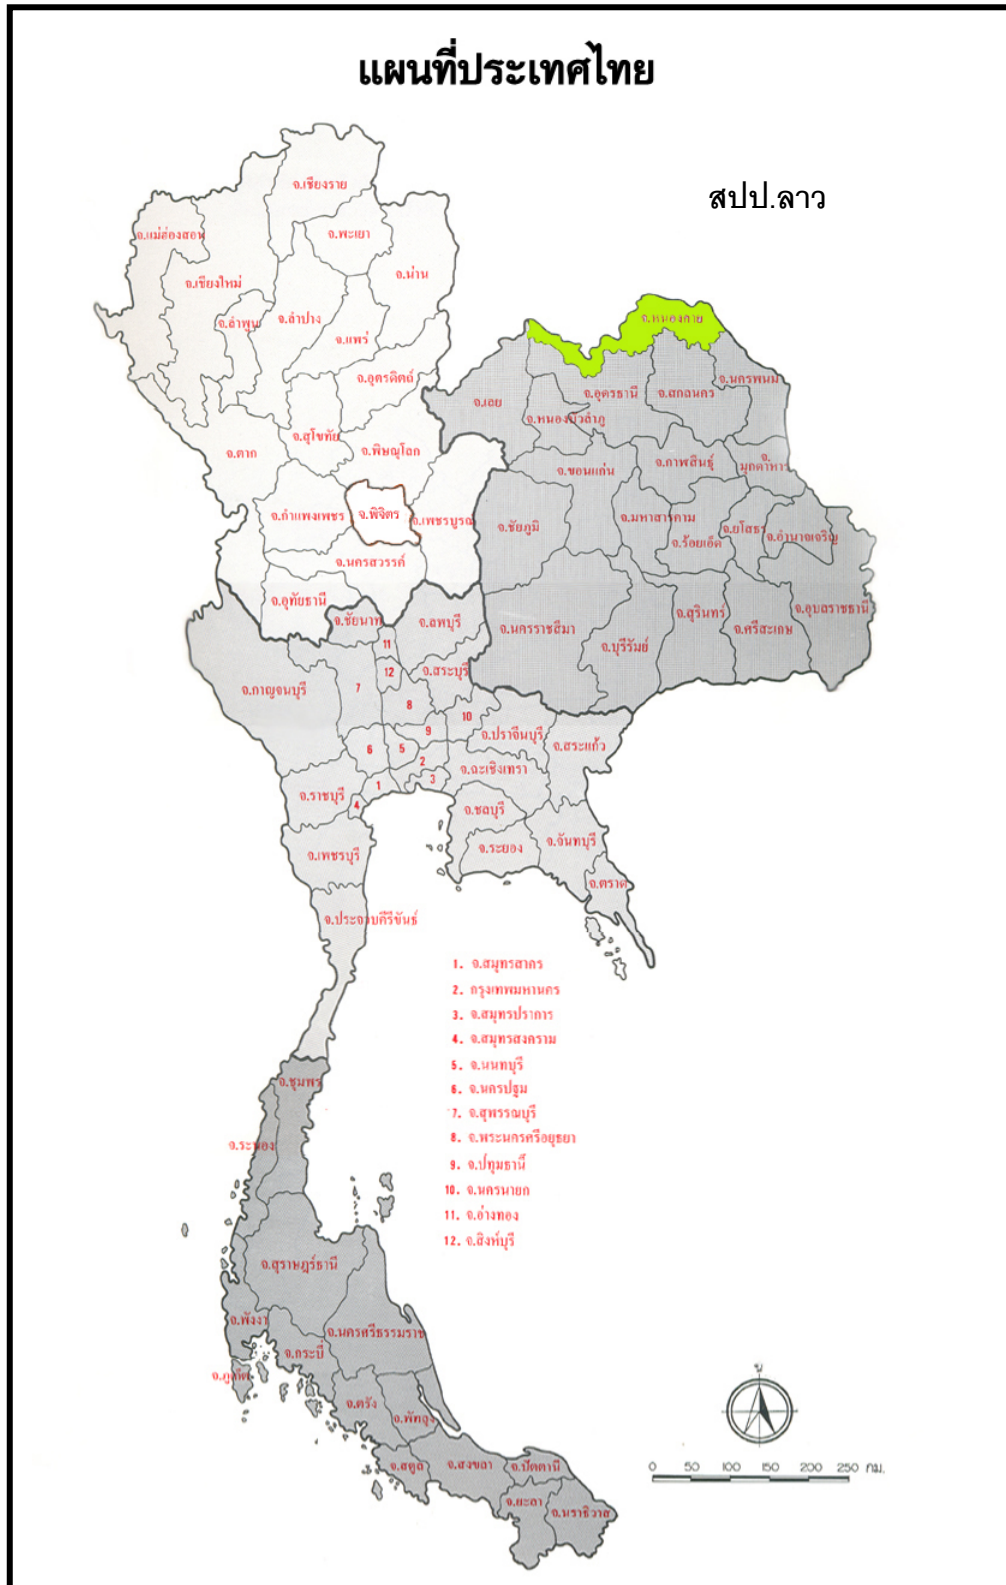 แผนที่ประเทศไทย
สปป.ลาว
จ.เชียงราย
จ.แม่ฮ่องสอน
จ.พะเยา
จ.น่าน
จ.เชียงใหม่
จ.ลำพูน
จ.ลำปาง
จ.แพร่
จ.หนองคาย
จ.อุตรดิตถ์
จ.เลย
จ.อุดรธานี
จ.สกลนคร
จ.นครพนม
จ.หนองบัวลำภู
จ.สุโขทัย
จ.ตาก
จ.พิษณุโลก
จ.ขอนแก่น
จ.กาฬสินธุ์
จ.
มุกดาหาร
จ.กำแพงเพชร
จ.พิจิตร
จ.เพชรบูรณ์
จ.ชัยภูมิ
จ.มหาสารคาม
จ.ยโสธร
จ.อำนาจเจริญ
จ.ร้อยเอ็ด
จ.นครสวรรค์
จ.อุทัยธานี
จ.ชัยนาท
จ.ลพบุรี
จ.นครราชสีมา
จ.บุรีรัมย์
จ.สุรินทร์
จ.ศรีสะเกษ
จ.อุบลราชธานี
11
จ.สระบุรี
12
จ.กาญจนบุรี
7
8
10
9
จ.ปราจีนบุรี
จ.สระแก้ว
6
5
2
จ.ฉะเชิงเทรา
3
1
จ.ราชบุรี
4
จ.ชลบุรี
จ.ระยอง
จ.จันทบุรี
จ.เพชรบุรี
จ.ตราด
จ.ประจวบคีรีขันธ์
1. จ.สมุทรสาคร
2. กรุงเทพมหานคร
3. จ.สมุทรปราการ
4. จ.สมุทรสงคราม
5. จ.นนทบุรี
6. จ.นครปฐม
7. จ.สุพรรณบุรี
8. จ.พระนครศรีอยุธยา
9. จ.ปทุมธานี
10. จ.นครนายก
11. จ.อ่างทอง
12. จ.สิงห์บุรี
จ.ชุมพร
จ.ระนอง
จ.สุราษฎร์ธานี
จ.พังงา
จ.นครศรีธรรมราช
จ.กระบี่
จ.ภูเก็ต
จ.ตรัง
จ.พัทลุง
จ.สตูล
จ.สงขลา
จ.ปัตตานี
จ.ยะลา
จ.นราธิวาส
น
0 50 100 150 200 250 กม.